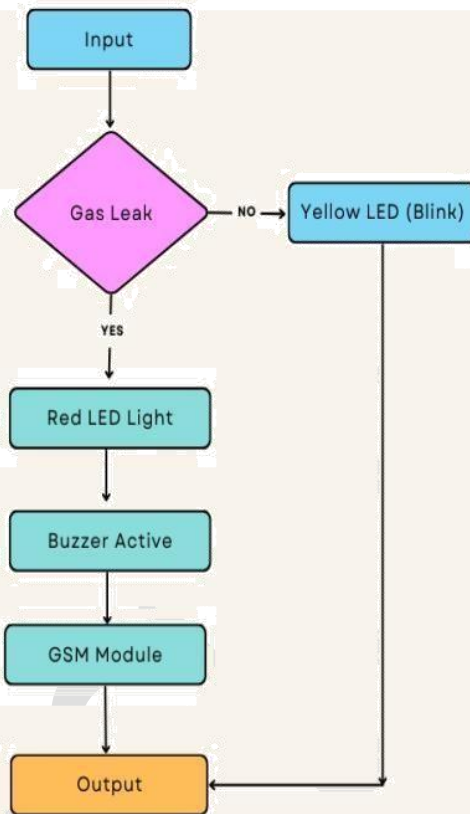 Input
Gas Leak
NO
Yellow LED (Blink)
YES
Red LED Light
Buzzer Active
GSM Module
Output